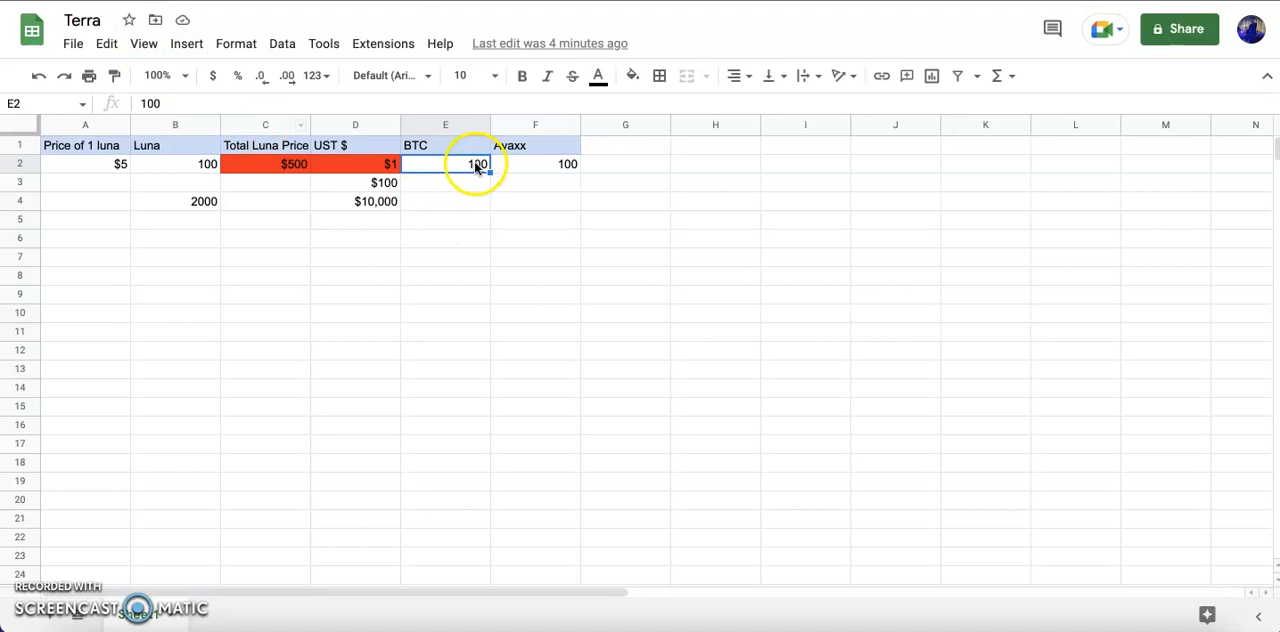 Terra
File Edit View Insert Format Data Tools Extensions Help Last edit was 4 minutes ago
Share
100% $ % .0 .00 123 Default (Ari... 10 B I S A Σ
E2 fx 100
A B C D E F G H I J K L M N
1 Price of 1 luna Luna Total Luna Price UST $ BTC Avaxx
2 $5 100 $500 $1 100 100
3 $100
4 2000 $10,000
5
6
7
8
9
10
11
12
13
14
15
16
17
18
19
20
21
22
23
24
RECORDED WITH
SCREENCAST MATIC
Sheet1